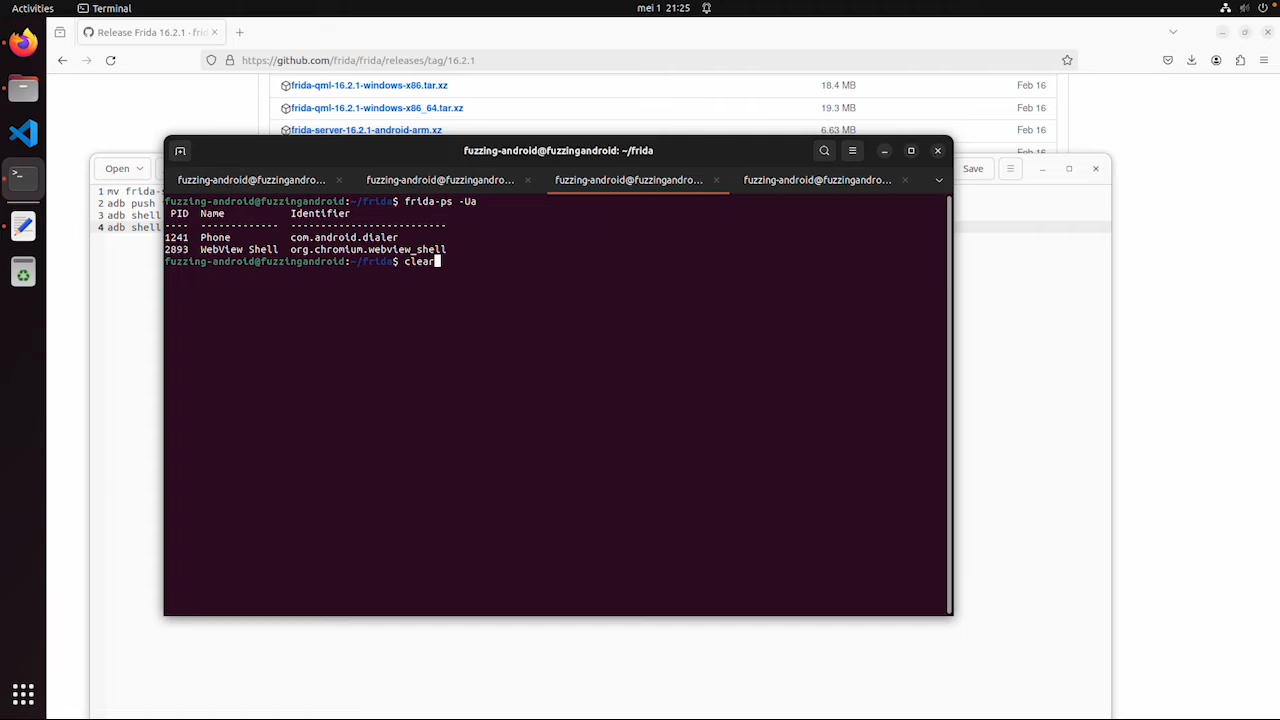 Activities
Terminal
mei 1 21:25
Release Frida 16.2.1 · fri
https://github.com/frida/frida/releases/tag/16.2.1
frida-qml-16.2.1-windows-x86.tar.xz 18.4 MB Feb 16
frida-qml-16.2.1-windows-x86_64.tar.xz 19.3 MB Feb 16
frida-server-16.2.1-android-arm.xz 6.63 MB Feb 16
fuzzing-android@fuzzingandroid: ~/frida
Open
Save
fuzzing-android@fuzzingandro...
fuzzing-android@fuzzingandro...
fuzzing-android@fuzzingandro...
fuzzing-android@fuzzingandro...
1 mv frida-s
2 adb push
3 adb shell
4 adb shell
fuzzing-android@fuzzingandroid:~/frida$ frida-ps -Ua
PID Name Identifier
---- ------------- --------------------------
1241 Phone com.android.dialer
2893 WebView Shell org.chromium.webview_shell
fuzzing-android@fuzzingandroid:~/frida$ clear